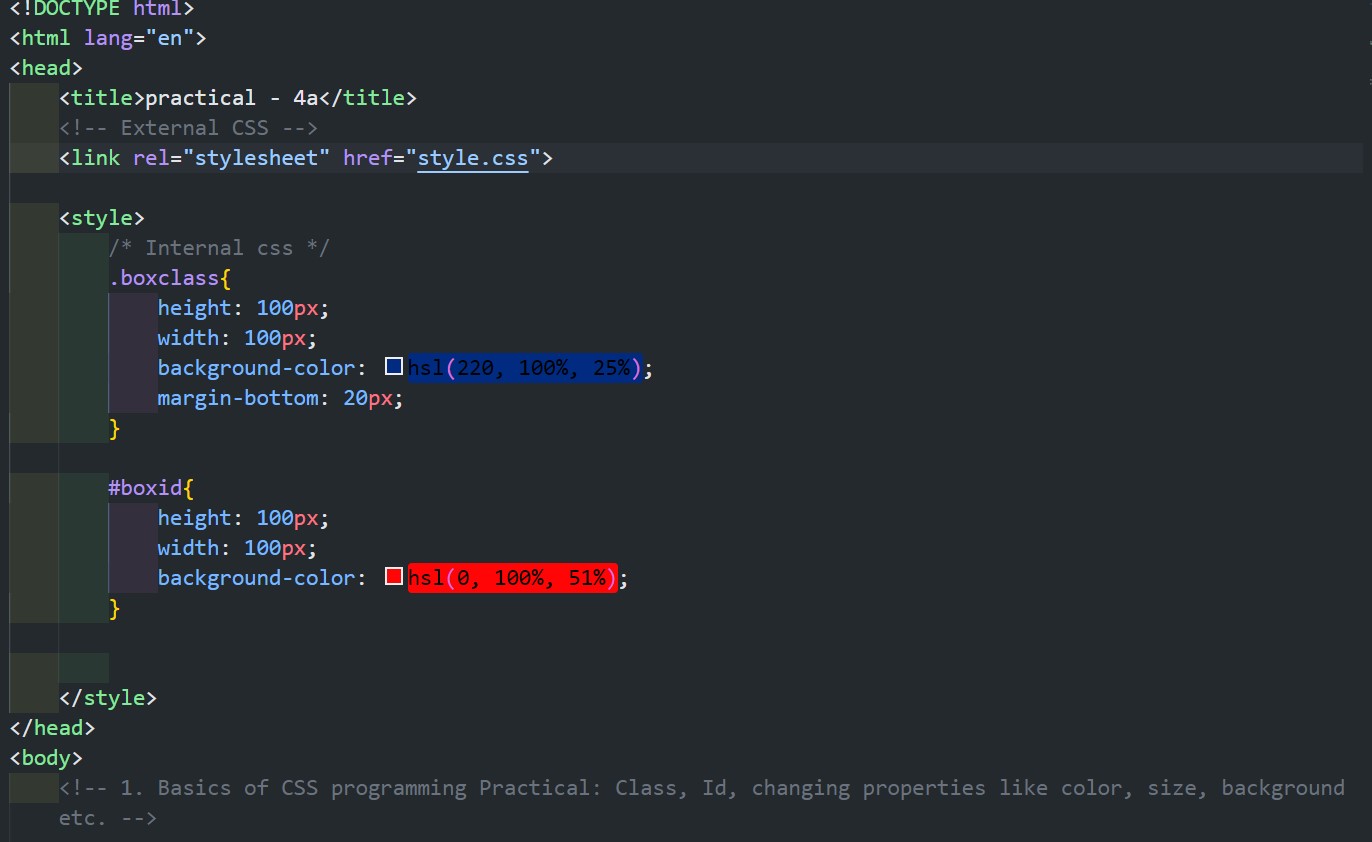 <!DOCTYPE html>
<html lang="en">
<head>
    <title>practical - 4a</title>
    <!-- External CSS -->
    <link rel="stylesheet" href="style.css">
    <style>
        /* Internal css */
        .boxclass{
            height: 100px;
            width: 100px;
            background-color: hsl(220, 100%, 25%);
            margin-bottom: 20px;
        }
        #boxid{
            height: 100px;
            width: 100px;
            background-color: hsl(0, 100%, 51%);
        }
    </style>
</head>
<body>
    <!-- 1. Basics of CSS programming Practical: Class, Id, changing properties like color, size, background
    etc. -->